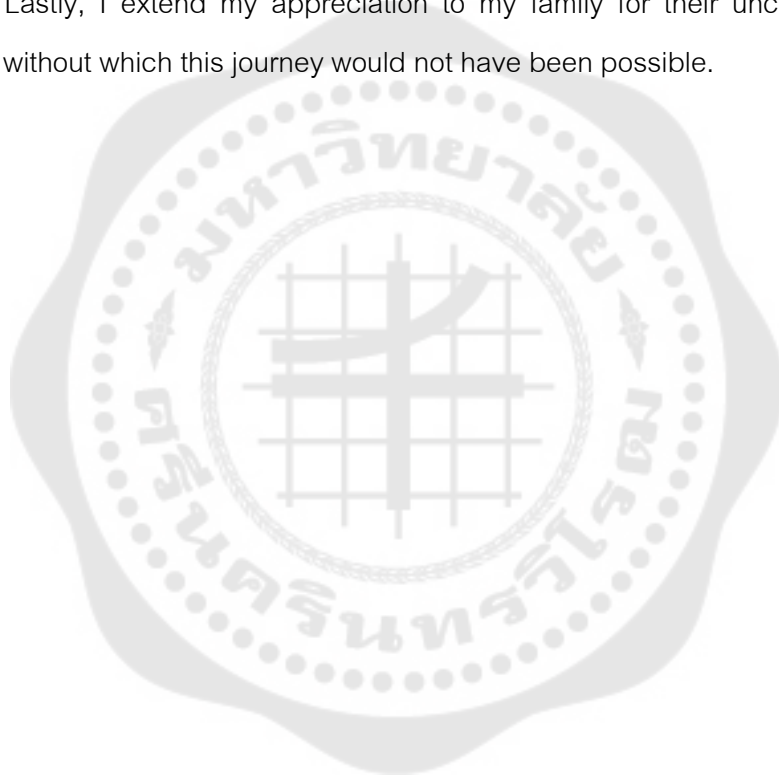 Lastly, I extend my appreciation to my family for their unc
without which this journey would not have been possible.
มหาวิทยาลัย
ศรีนครินทรวิโรฒ